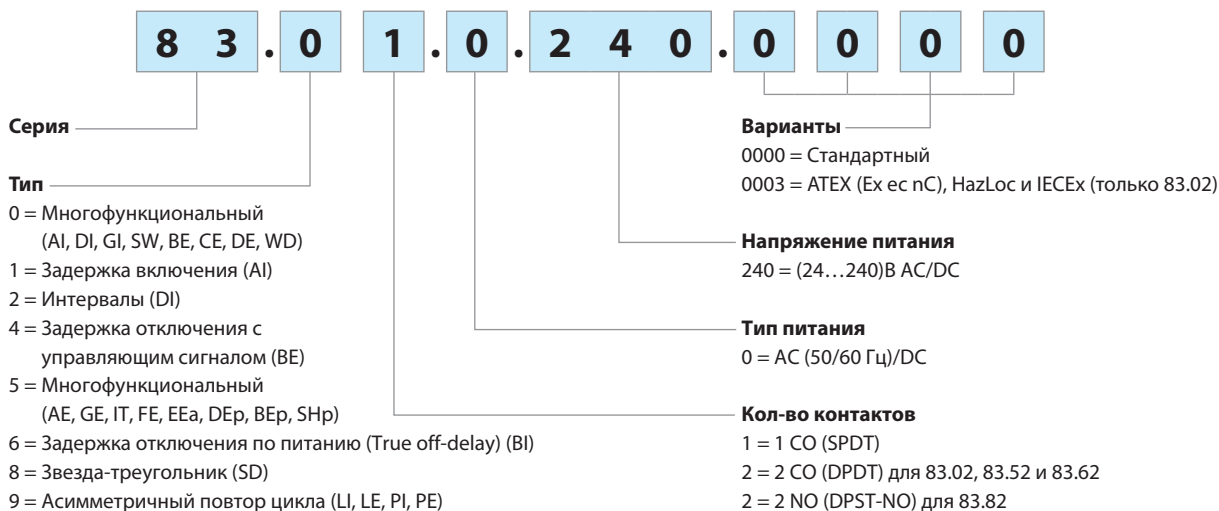 8 3 . 0 1 . 0 . 2 4 0 . 0 0 0 0
Серия
Тип
0 = Многофункциональный
(AI, DI, GI, SW, BE, CE, DE, WD)
1 = Задержка включения (AI)
2 = Интервалы (DI)
4 = Задержка отключения с
управляющим сигналом (BE)
5 = Многофункциональный
(AE, GE, IT, FE, EEa, DEp, BEp, SHp)
6 = Задержка отключения по питанию (True off-delay) (BI)
8 = Звезда-треугольник (SD)
9 = Асимметричный повтор цикла (LI, LE, PI, PE)
Варианты
0000 = Стандартный
0003 = ATEX (Ex ec nC), HazLoc и IECEx (только 83.02)
Напряжение питания
240 = (24...240)В AC/DC
Тип питания
0 = AC (50/60 Гц)/DC
Кол-во контактов
1 = 1 CO (SPDT)
2 = 2 CO (DPDT) для 83.02, 83.52 и 83.62
2 = 2 NO (DPST-NO) для 83.82